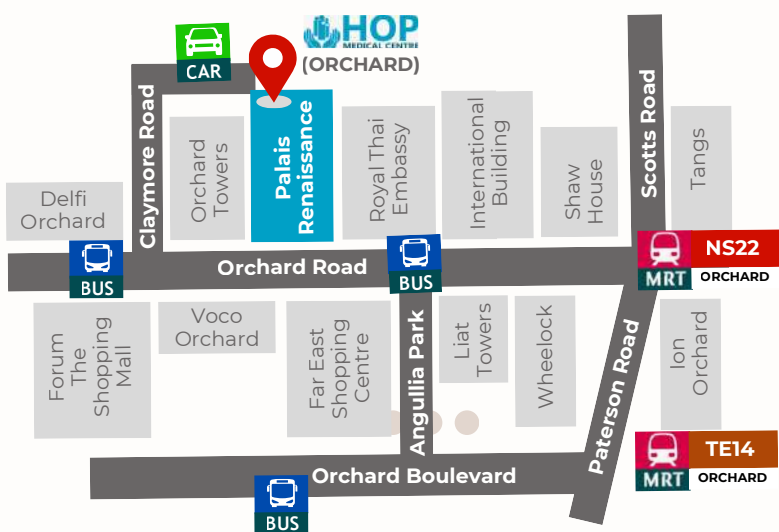 HOP
MEDICAL CENTRE
(ORCHARD)
CAR
Claymore Road
Orchard
Towers
Palais
Renaissance
Royal Thai
Embassy
International
Building
Shaw
House
Scotts Road
Tangs
Delfi
Orchard
BUS
Orchard Road
BUS
MRT
NS22
ORCHARD
Forum
The
Shopping
Mall
Voco
Orchard
Far East
Shopping
Centre
Angullia Park
Liat
Towers
Wheelock
Paterson Road
Ion
Orchard
MRT
TE14
ORCHARD
Orchard Boulevard
BUS